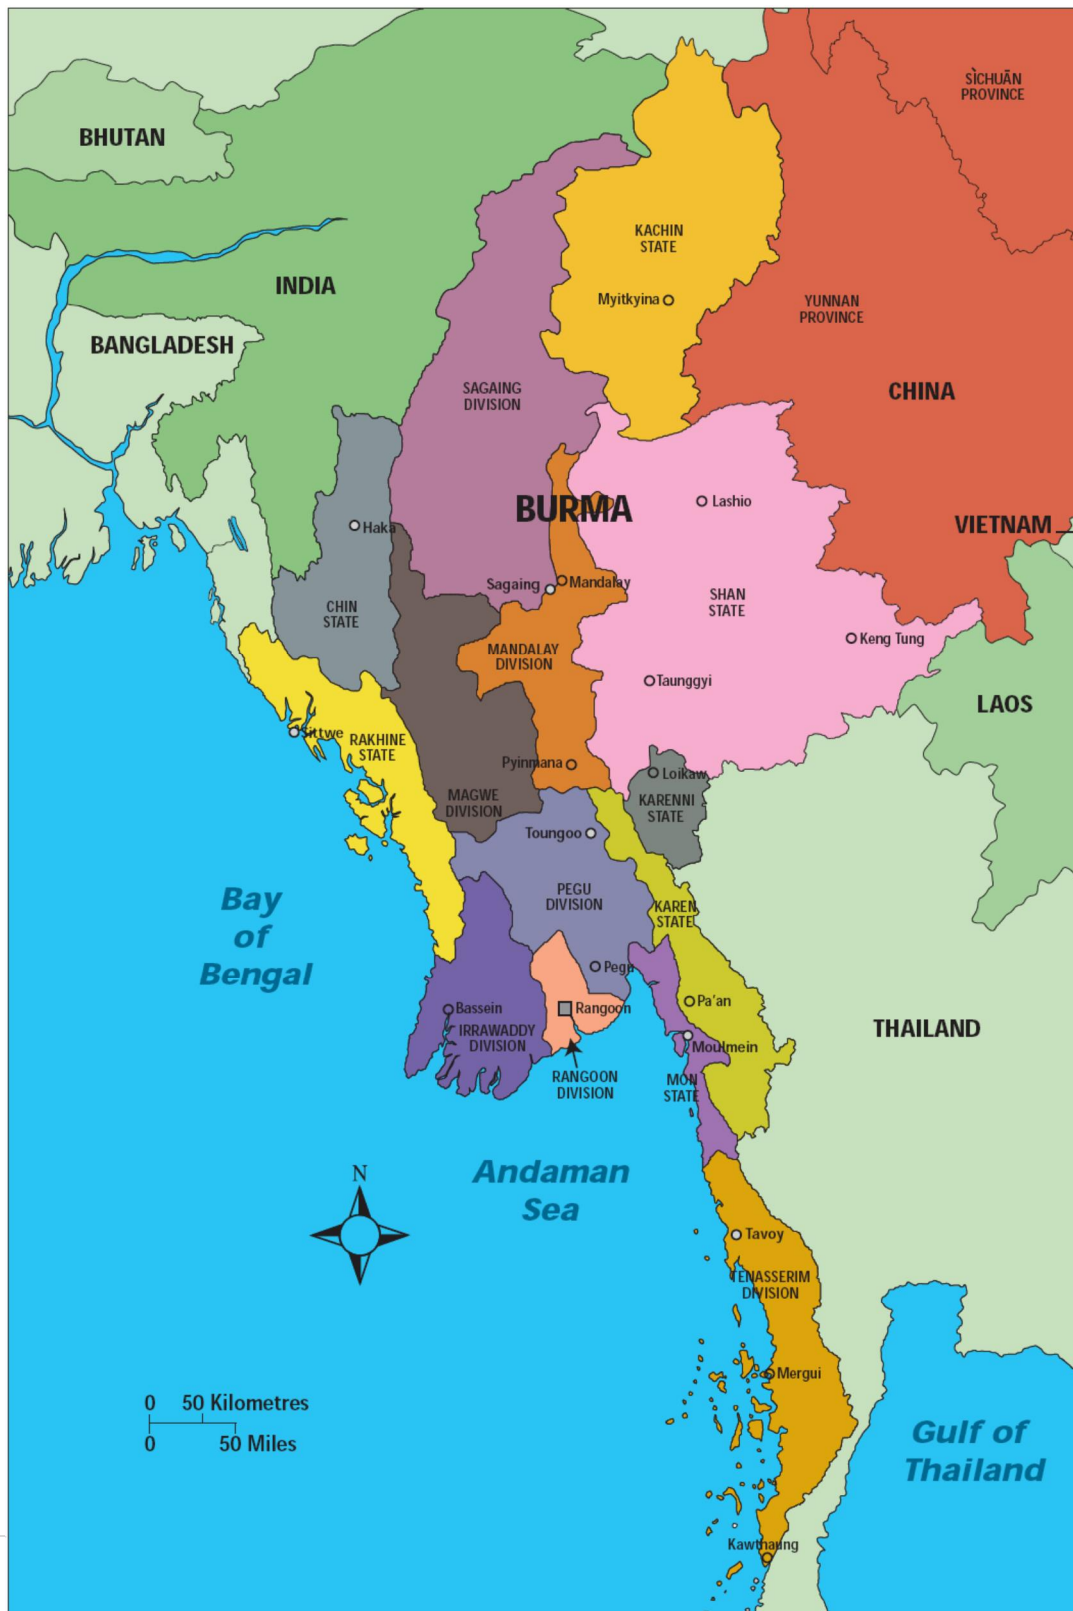 SÌCHUĀN
PROVINCE
BHUTAN
KACHIN
STATE
INDIA
Myitkyina
YUNNAN
PROVINCE
BANGLADESH
SAGAING
DIVISION
CHINA
BURMA
Lashio
Haka
VIETNAM
Sagaing
Mandalay
SHAN
STATE
CHIN
STATE
Keng Tung
MANDALAY
DIVISION
Taunggyi
LAOS
Sittwe
RAKHINE
STATE
Pyinmana
Loikaw
MAGWE
DIVISION
KARENNI
STATE
Toungoo
Bay
of
Bengal
PEGU
DIVISION
KAREN
STATE
Pegu
Pa'an
Bassein
Rangoon
IRRAWADDY
DIVISION
THAILAND
Moulmein
RANGOON
DIVISION
MON
STATE
Andaman
Sea
N
Tavoy
TENASSERIM
DIVISION
Mergui
0 50 Kilometres
0 50 Miles
Gulf of
Thailand
Kawthaung